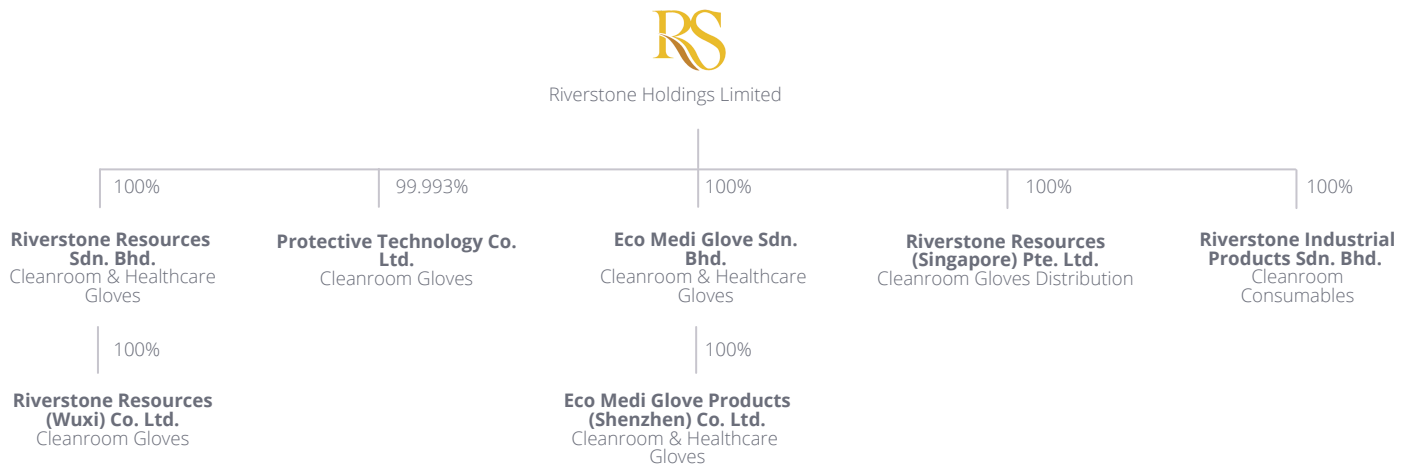 RS
Riverstone Holdings Limited
100%
99.993%
100%
100%
100%
Riverstone Resources
Sdn. Bhd.
Cleanroom & Healthcare
Gloves
Protective Technology Co.
Ltd.
Cleanroom Gloves
Eco Medi Glove Sdn.
Bhd.
Cleanroom & Healthcare
Gloves
Riverstone Resources
(Singapore) Pte. Ltd.
Cleanroom Gloves Distribution
Riverstone Industrial
Products Sdn. Bhd.
Cleanroom
Consumables
100%
100%
Riverstone Resources
(Wuxi) Co. Ltd.
Cleanroom Gloves
Eco Medi Glove Products
(Shenzhen) Co. Ltd.
Cleanroom & Healthcare
Gloves